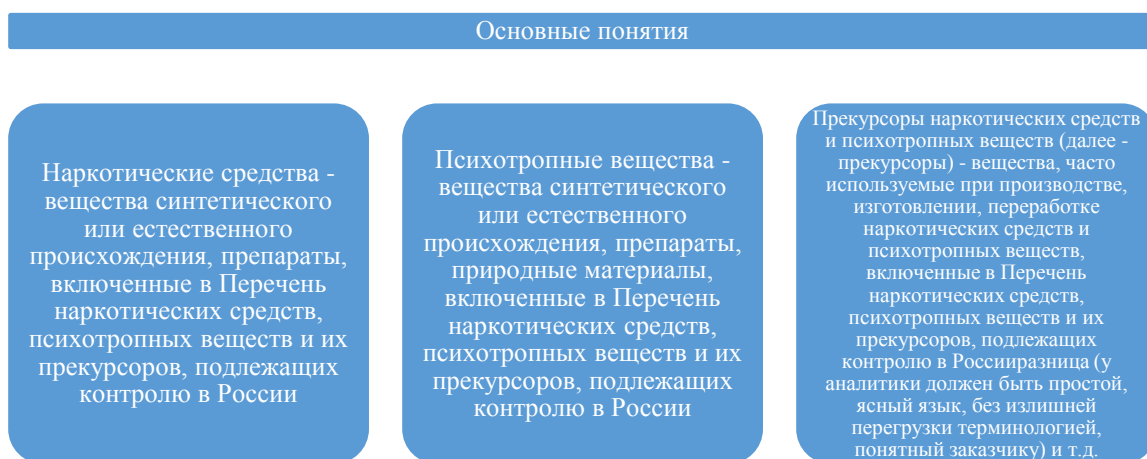 Основные понятия
Наркотические средства -
вещества синтетического
или естественного
происхождения, препараты,
включенные в Перечень
наркотических средств,
психотропных веществ и их
прекурсоров, подлежащих
контролю в России
Психотропные вещества -
вещества синтетического
или естественного
происхождения, препараты,
природные материалы,
включенные в Перечень
наркотических средств,
психотропных веществ и их
прекурсоров, подлежащих
контролю в России
Прекурсоры наркотических средств
и психотропных веществ (далее -
прекурсоры) - вещества, часто
используемые при производстве,
изготовлении, переработке
наркотических средств и
психотропных веществ,
включенные в Перечень
наркотических средств,
психотропных веществ и их
прекурсоров, подлежащих
контролю в Россииразница (у
аналитики должен быть простой,
ясный язык, без излишней
перегрузки терминологией,
понятный заказчику) и т.д.